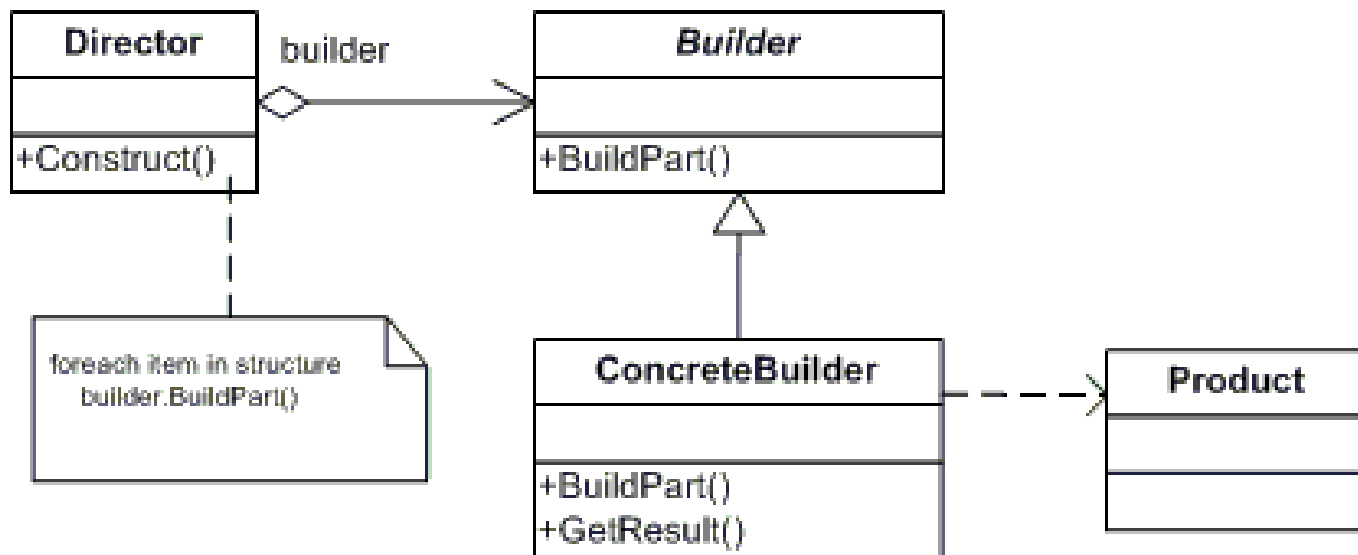 Director
builder
Builder
+Construct()
+BuildPart()
foreach item in structure
builder.BuildPart()
ConcreteBuilder
Product
+BuildPart()
+GetResult()